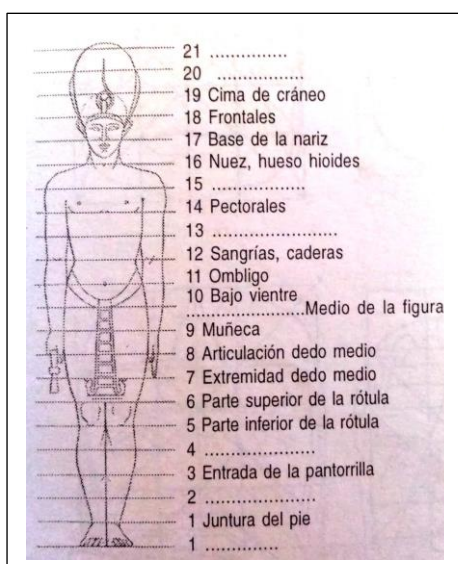 21 ...............
20 .................
19 Cima de cráneo
18 Frontales
17 Base de la nariz
16 Nuez, hueso hioides
15 ..................
14 Pectorales
13 ........................
12 Sangrías, caderas
11 Ombligo
10 Bajo vientre
.......................Medio de la figura
9 Muñeca
8 Articulación dedo medio
7 Extremidad dedo medio
6 Parte superior de la rótula
5 Parte inferior de la rótula
4 .....................
3 Entrada de la pantorrilla
2 .....................
1 Juntura del pie
1 ..............